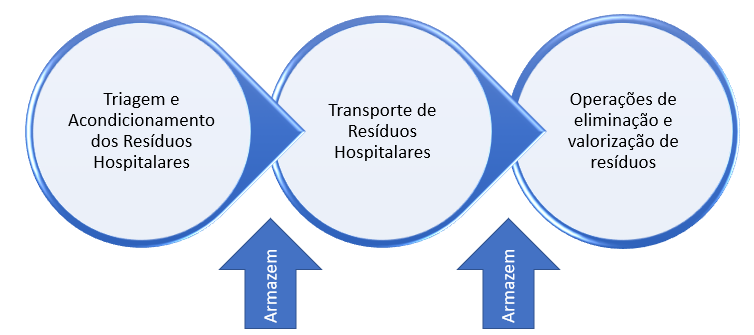 Triagem e
Acondicionamento
dos Resíduos
Hospitalares
Transporte de
Resíduos
Hospitalares
Operações de
eliminação e
valorização de
resíduos
Armazem
Armazem